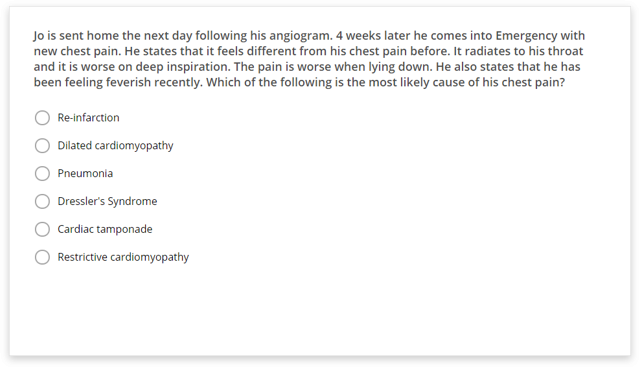 Jo is sent home the next day following his angiogram. 4 weeks later he comes into Emergency with
new chest pain. He states that it feels different from his chest pain before. It radiates to his throat
and it is worse on deep inspiration. The pain is worse when lying down. He also states that he has
been feeling feverish recently. Which of the following is the most likely cause of his chest pain?
Re-infarction
Dilated cardiomyopathy
Pneumonia
Dressler's Syndrome
Cardiac tamponade
Restrictive cardiomyopathy